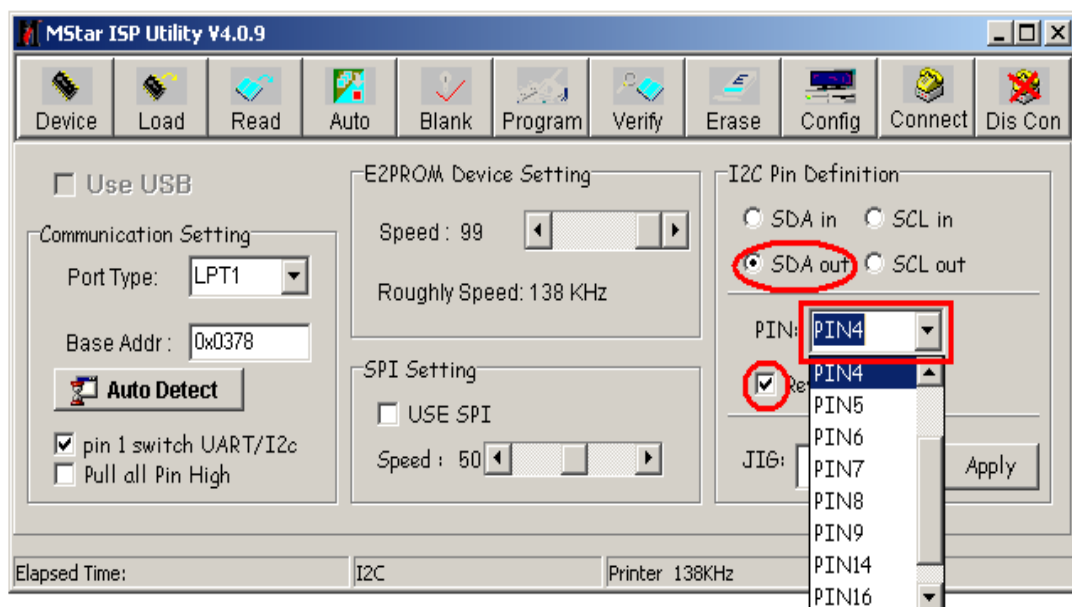 MStar ISP Utility V4.0.9
Device Load Read Auto Blank Program Verify Erase Config Connect Dis Con
Use USB
Communication Setting
Port Type: LPT1
Base Addr : 0x0378
Auto Detect
pin 1 switch UART/I2c
Pull all Pin High
E2PROM Device Setting
Speed : 99
Roughly Speed: 138 KHz
SPI Setting
USE SPI
Speed : 50
I2C Pin Definition
SDA in SCL in
SDA out SCL out
PIN: PIN4
PIN4
PIN5
PIN6
PIN7
PIN8
PIN9
PIN14
PIN16
JIG: Apply
Elapsed Time: I2C Printer 138KHz